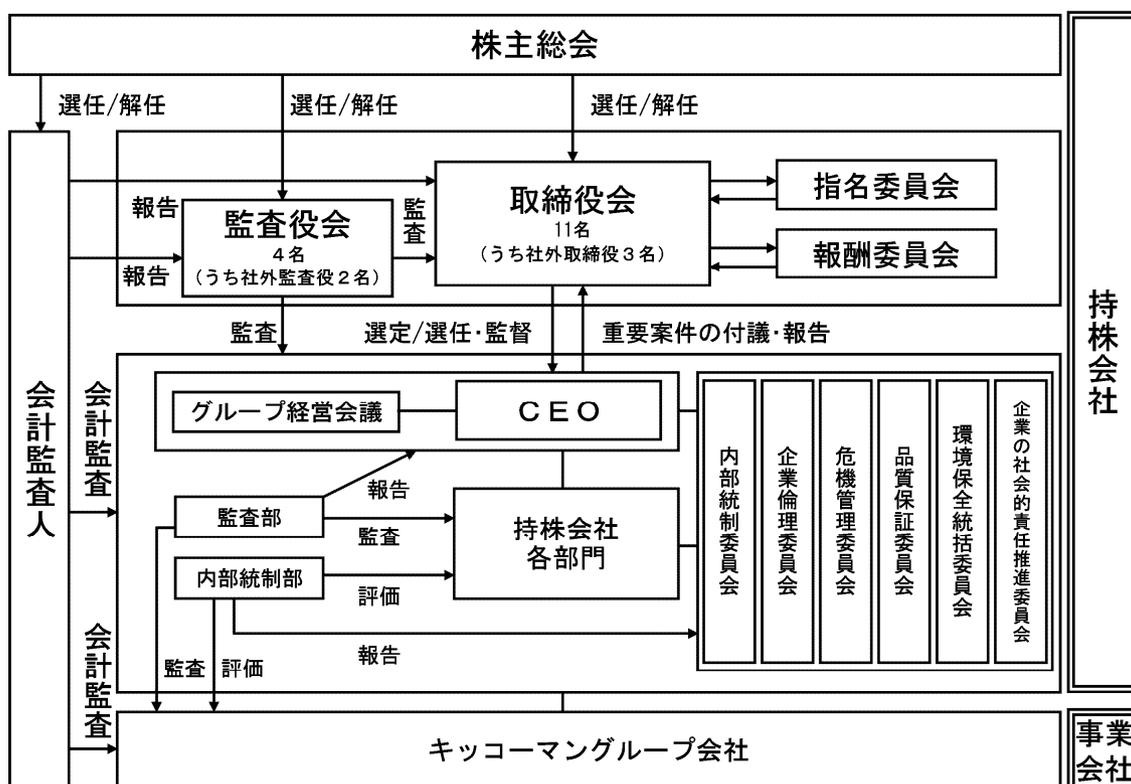 株主総会
選任/解任
選任/解任
選任/解任
持株会社
会計監査人
報告
報告
監査役会
4名
(うち社外監査役2名)
監査
取締役会
11名
(うち社外取締役3名)
指名委員会
報酬委員会
監査
選定/選任・監督
重要案件の付議・報告
会計監査
グループ経営会議
CEO
報告
監査部
監査
持株会社
各部門
内部統制部
評価
報告
内部統制委員会
企業倫理委員会
危機管理委員会
品質保証委員会
環境保全統括委員会
企業の社会的責任推進委員会
会計監査
監査
評価
キッコーマングループ会社
事業
会社